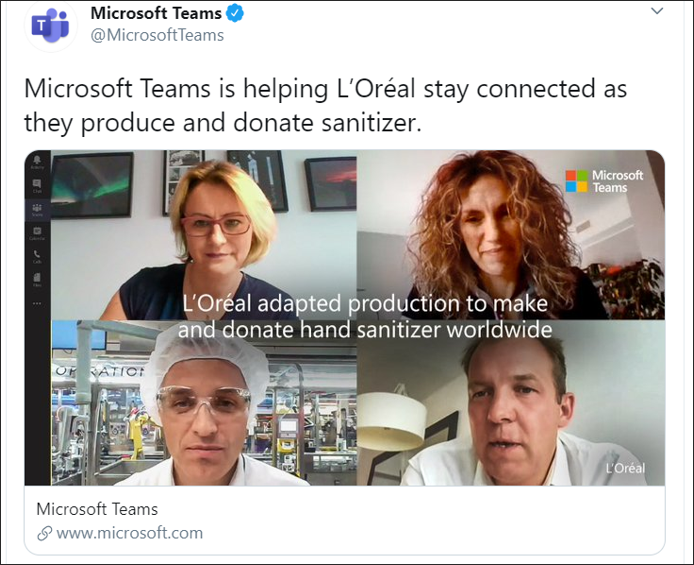 Microsoft Teams
@MicrosoftTeams
Microsoft Teams is helping L’Oréal stay connected as
they produce and donate sanitizer.
Microsoft
Teams
L’Oréal adapted production to make
and donate hand sanitizer worldwide
OPERATION
L’Oréal
Microsoft Teams
www.microsoft.com